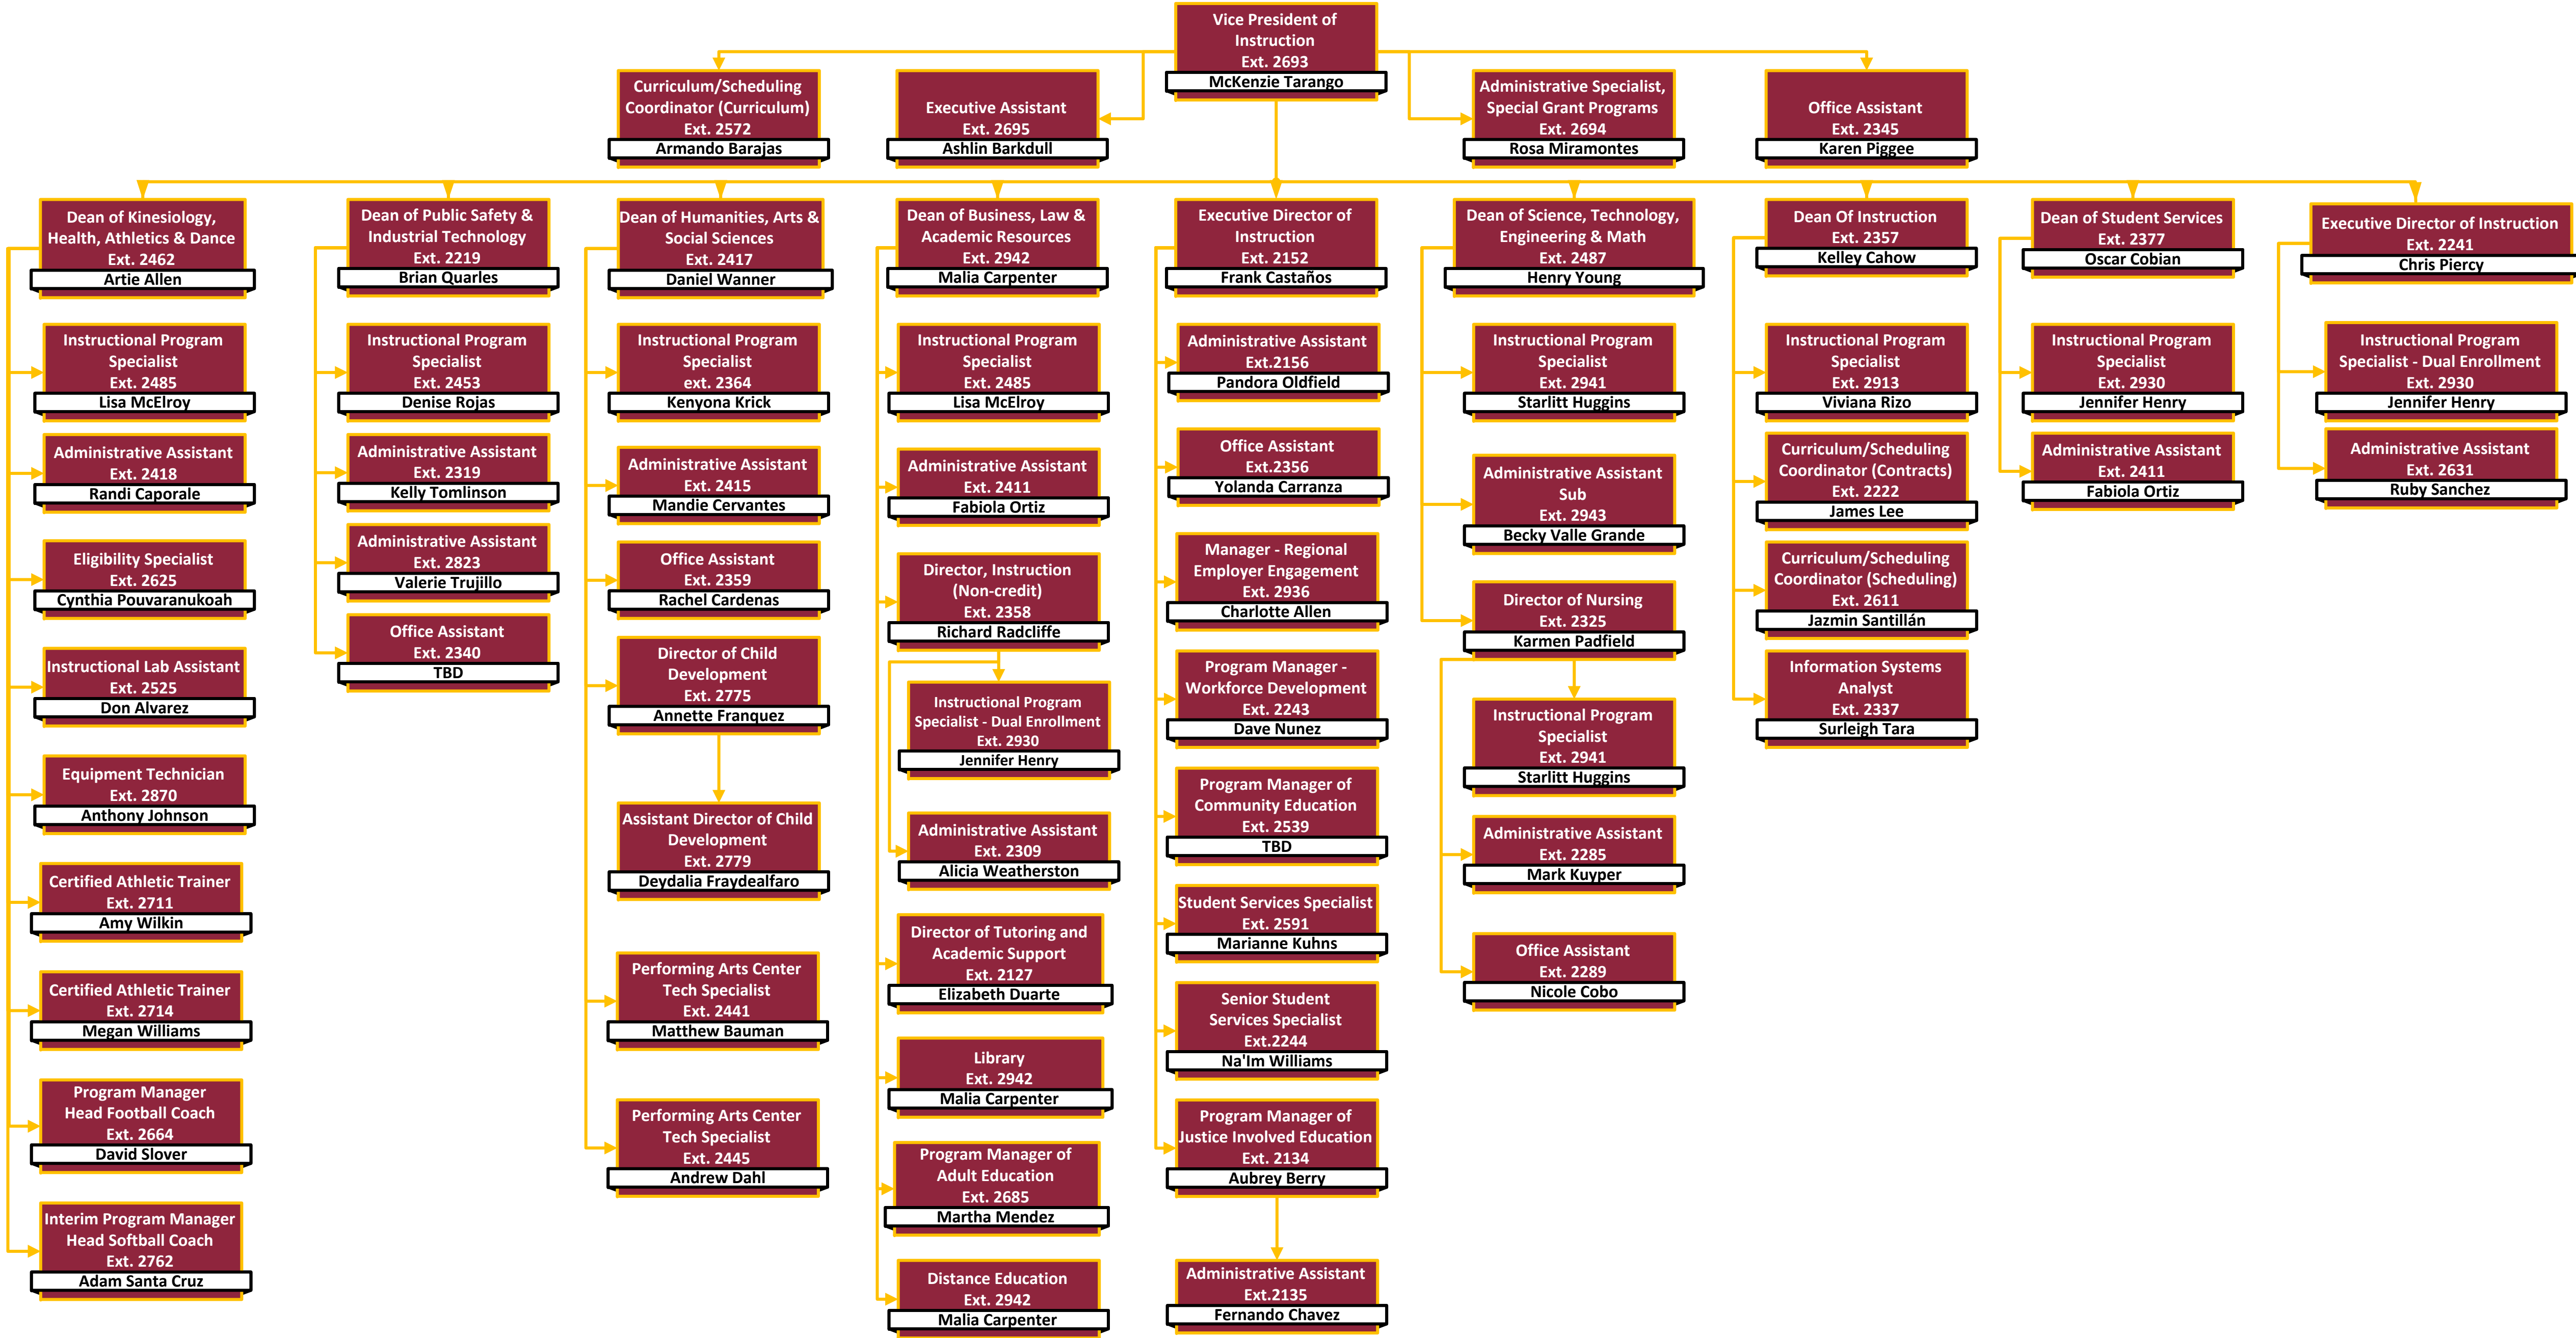 Vice President of
Instruction
Ext. 2693
McKenzie Tarango
Curriculum/Scheduling
Coordinator (Curriculum)
Ext. 2572
Armando Barajas
Executive Assistant
Ext. 2695
Ashlin Barkdull
Administrative Specialist,
Special Grant Programs
Ext. 2694
Rosa Miramontes
Office Assistant
Ext. 2345
Karen Piggee
Dean of Kinesiology,
Health, Athletics & Dance
Ext. 2462
Artie Allen
Instructional Program
Specialist
Ext. 2485
Lisa McElroy
Administrative Assistant
Ext. 2418
Randi Caporale
Eligibility Specialist
Ext. 2625
Cynthia Pouvaranukoah
Instructional Lab Assistant
Ext. 2525
Don Alvarez
Equipment Technician
Ext. 2870
Anthony Johnson
Certified Athletic Trainer
Ext. 2711
Amy Wilkin
Certified Athletic Trainer
Ext. 2714
Megan Williams
Program Manager
Head Football Coach
Ext. 2664
David Slover
Interim Program Manager
Head Softball Coach
Ext. 2762
Adam Santa Cruz
Dean of Public Safety &
Industrial Technology
Ext. 2219
Brian Quarles
Instructional Program
Specialist
Ext. 2453
Denise Rojas
Administrative Assistant
Ext. 2319
Kelly Tomlinson
Administrative Assistant
Ext. 2823
Valerie Trujillo
Office Assistant
Ext. 2340
TBD
Dean of Humanities, Arts &
Social Sciences
Ext. 2417
Daniel Wanner
Instructional Program
Specialist
ext. 2364
Kenyona Krick
Administrative Assistant
Ext. 2415
Mandie Cervantes
Office Assistant
Ext. 2359
Rachel Cardenas
Director of Child
Development
Ext. 2775
Annette Franquez
Assistant Director of Child
Development
Ext. 2779
Deydalia Fraydealfaro
Performing Arts Center
Tech Specialist
Ext. 2441
Matthew Bauman
Performing Arts Center
Tech Specialist
Ext. 2445
Andrew Dahl
Dean of Business, Law &
Academic Resources
Ext. 2942
Malia Carpenter
Instructional Program
Specialist
Ext. 2485
Lisa McElroy
Administrative Assistant
Ext. 2411
Fabiola Ortiz
Director, Instruction
(Non-credit)
Ext. 2358
Richard Radcliffe
Instructional Program
Specialist - Dual Enrollment
Ext. 2930
Jennifer Henry
Administrative Assistant
Ext. 2309
Alicia Weatherston
Director of Tutoring and
Academic Support
Ext. 2127
Elizabeth Duarte
Library
Ext. 2942
Malia Carpenter
Program Manager of
Adult Education
Ext. 2685
Martha Mendez
Distance Education
Ext. 2942
Malia Carpenter
Executive Director of
Instruction
Ext. 2152
Frank Castaños
Administrative Assistant
Ext.2156
Pandora Oldfield
Office Assistant
Ext.2356
Yolanda Carranza
Manager - Regional
Employer Engagement
Ext. 2936
Charlotte Allen
Program Manager -
Workforce Development
Ext. 2243
Dave Nunez
Program Manager of
Community Education
Ext. 2539
TBD
Student Services Specialist
Ext. 2591
Marianne Kuhns
Senior Student
Services Specialist
Ext.2244
Na'Im Williams
Program Manager of
Justice Involved Education
Ext. 2134
Aubrey Berry
Administrative Assistant
Ext.2135
Fernando Chavez
Dean of Science, Technology,
Engineering & Math
Ext. 2487
Henry Young
Instructional Program
Specialist
Ext. 2941
Starlitt Huggins
Administrative Assistant
Sub
Ext. 2943
Becky Valle Grande
Director of Nursing
Ext. 2325
Karmen Padfield
Instructional Program
Specialist
Ext. 2941
Starlitt Huggins
Administrative Assistant
Ext. 2285
Mark Kuyper
Office Assistant
Ext. 2289
Nicole Cobo
Dean Of Instruction
Ext. 2357
Kelley Cahow
Instructional Program
Specialist
Ext. 2913
Viviana Rizo
Curriculum/Scheduling
Coordinator (Contracts)
Ext. 2222
James Lee
Curriculum/Scheduling
Coordinator (Scheduling)
Ext. 2611
Jazmin Santillán
Information Systems
Analyst
Ext. 2337
Surleigh Tara
Dean of Student Services
Ext. 2377
Oscar Cobian
Instructional Program
Specialist
Ext. 2930
Jennifer Henry
Administrative Assistant
Ext. 2411
Fabiola Ortiz
Executive Director of Instruction
Ext. 2241
Chris Piercy
Instructional Program
Specialist - Dual Enrollment
Ext. 2930
Jennifer Henry
Administrative Assistant
Ext. 2631
Ruby Sanchez